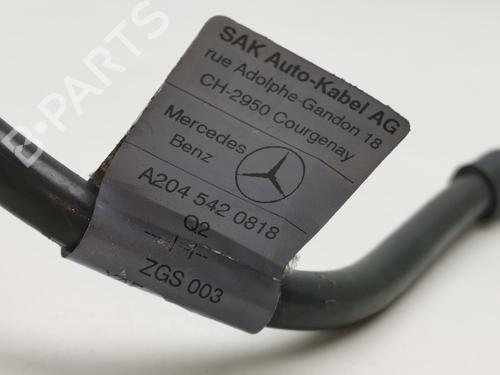 B-PARTS
SAK Auto-Kabel AG
rue Adolphe-Gandon 18
CH-2950 Courgenay
Mercedes
Benz
A204 542 0818
Q2
ZGS 003